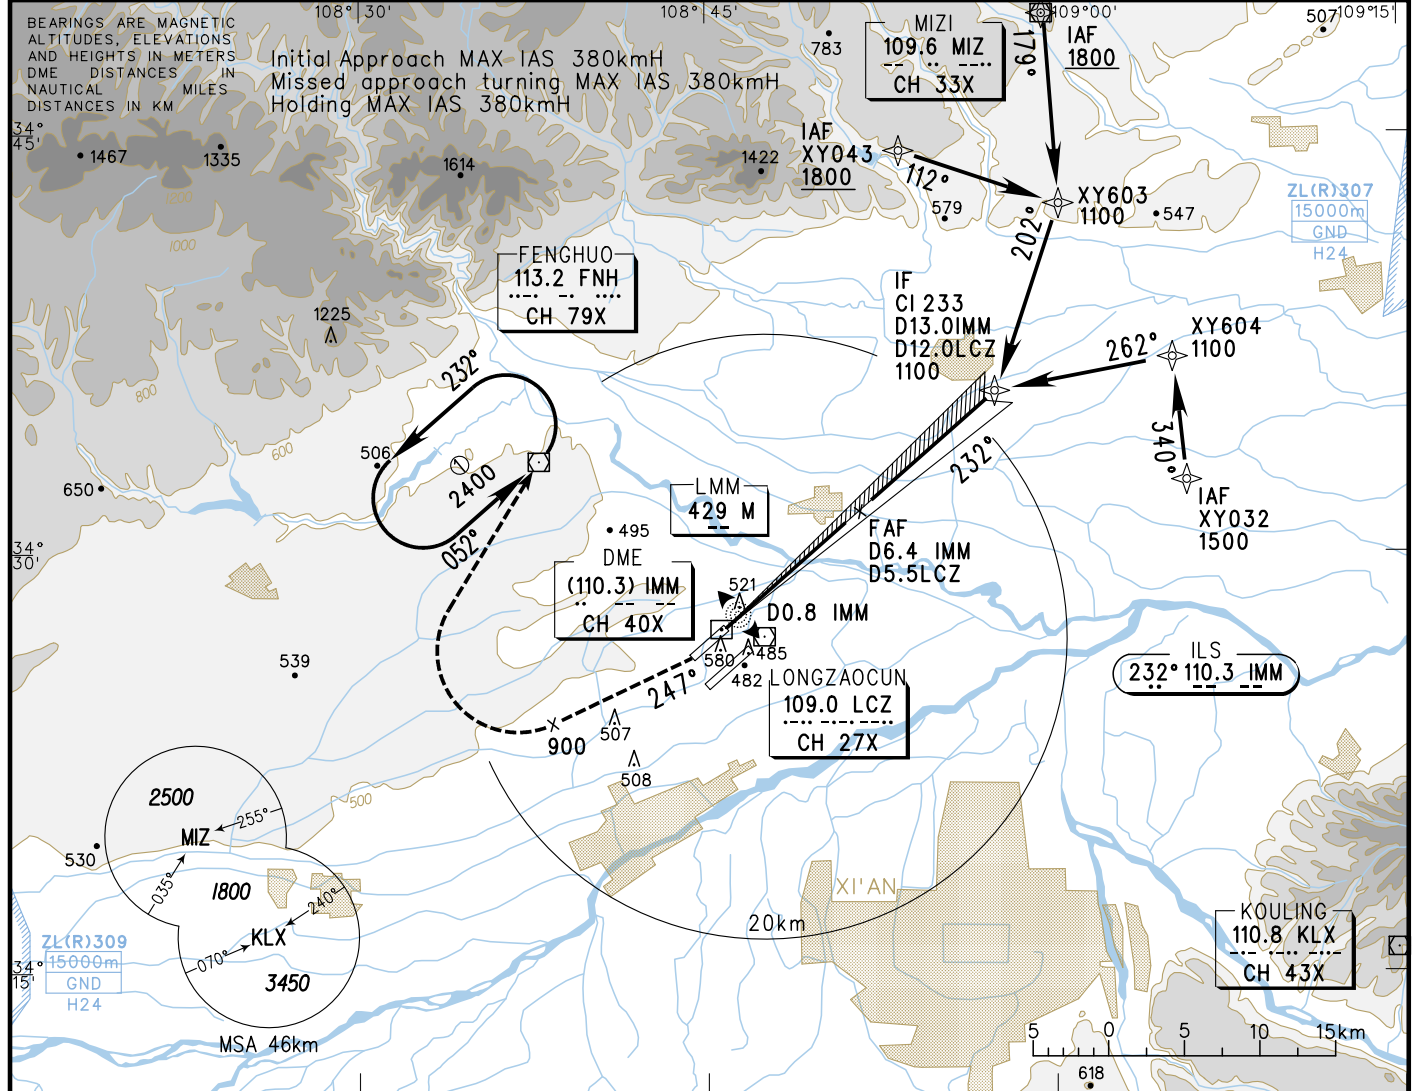 BEARINGS ARE MAGNETIC
ALTITUDES, ELEVATIONS
AND HEIGHTS IN METERS
DME DISTANCES IN
NAUTICAL MILES
DISTANCES IN KM
Initial Approach MAX IAS 380kmH
Missed approach turning MAX IAS 380kmH
Holding MAX IAS 380kmH
108°30'
108°45'
109°00'
109°15'
34°
45'
34°
30'
34°
15'
MIZI
109.6 MIZ
-- ·· --··
CH 33X
179°
IAF
1800
507
783
IAF
XY043
1800
112°
XY603
1100
547
579
202°
1467
1335
1614
1422
1200
1000
800
600
500
1225
FENGHUO
113.2 FNH
··-· -· ····
CH 79X
ZL(R)307
15000m
GND
H24
IF
CI 233
D13.0IMM
D12.0LCZ
1100
XY604
1100
262°
340°
IAF
XY032
1500
232°
506
650
1
2400
052°
232°
LMM
429 M
--
495
FAF
D6.4 IMM
D5.5LCZ
DME
(110.3) IMM
·· -- --
CH 40X
521
D0.8 IMM
580
485
482
539
247°
900
507
508
LONGZAOCUN
109.0 LCZ
·-·· -·-· --··
CH 27X
ILS
232° 110.3 IMM
·· -- --
2500
MIZ
255°
035°
1800
240°
KLX
070°
3450
MSA 46km
530
ZL(R)309
15000m
GND
H24
XI'AN
20km
KOULING
110.8 KLX
-·- ·-·· -··-
CH 43X
5 0 5 10 15km
618